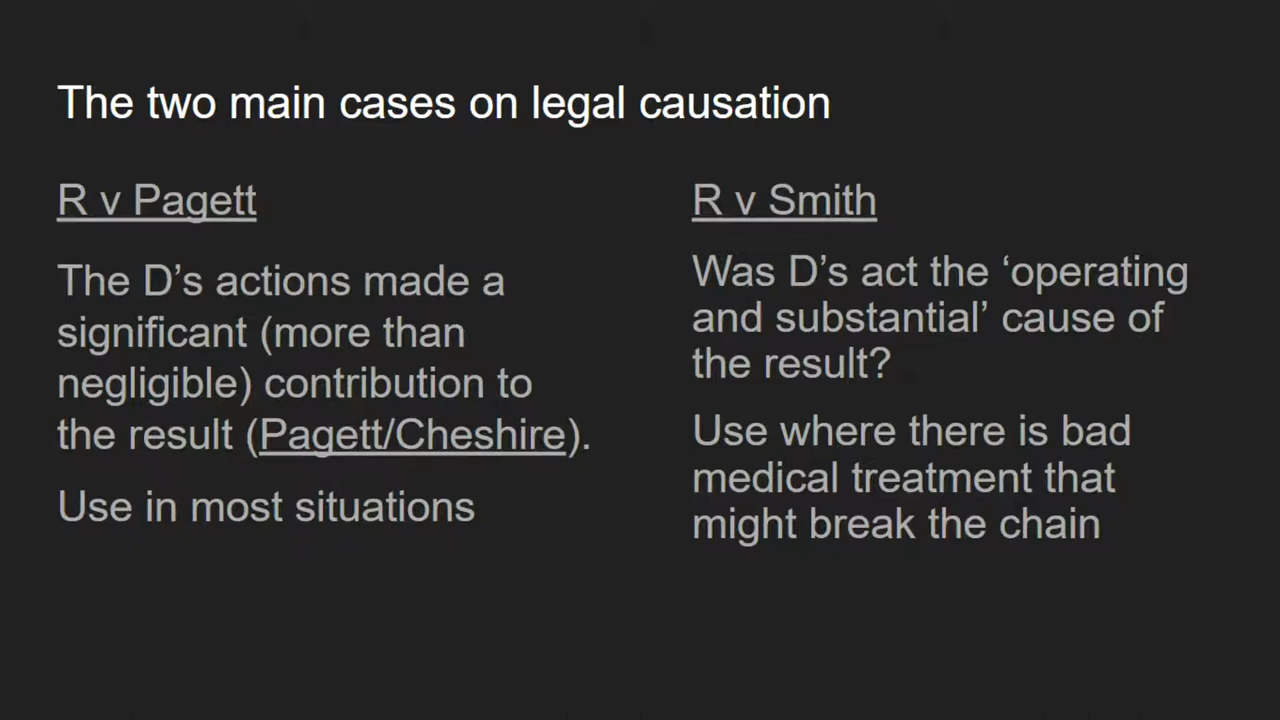 The two main cases on legal causation
R v Pagett
The D’s actions made a
significant (more than
negligible) contribution to
the result (Pagett/Cheshire).
Use in most situations
R v Smith
Was D’s act the ‘operating
and substantial’ cause of
the result?
Use where there is bad
medical treatment that
might break the chain